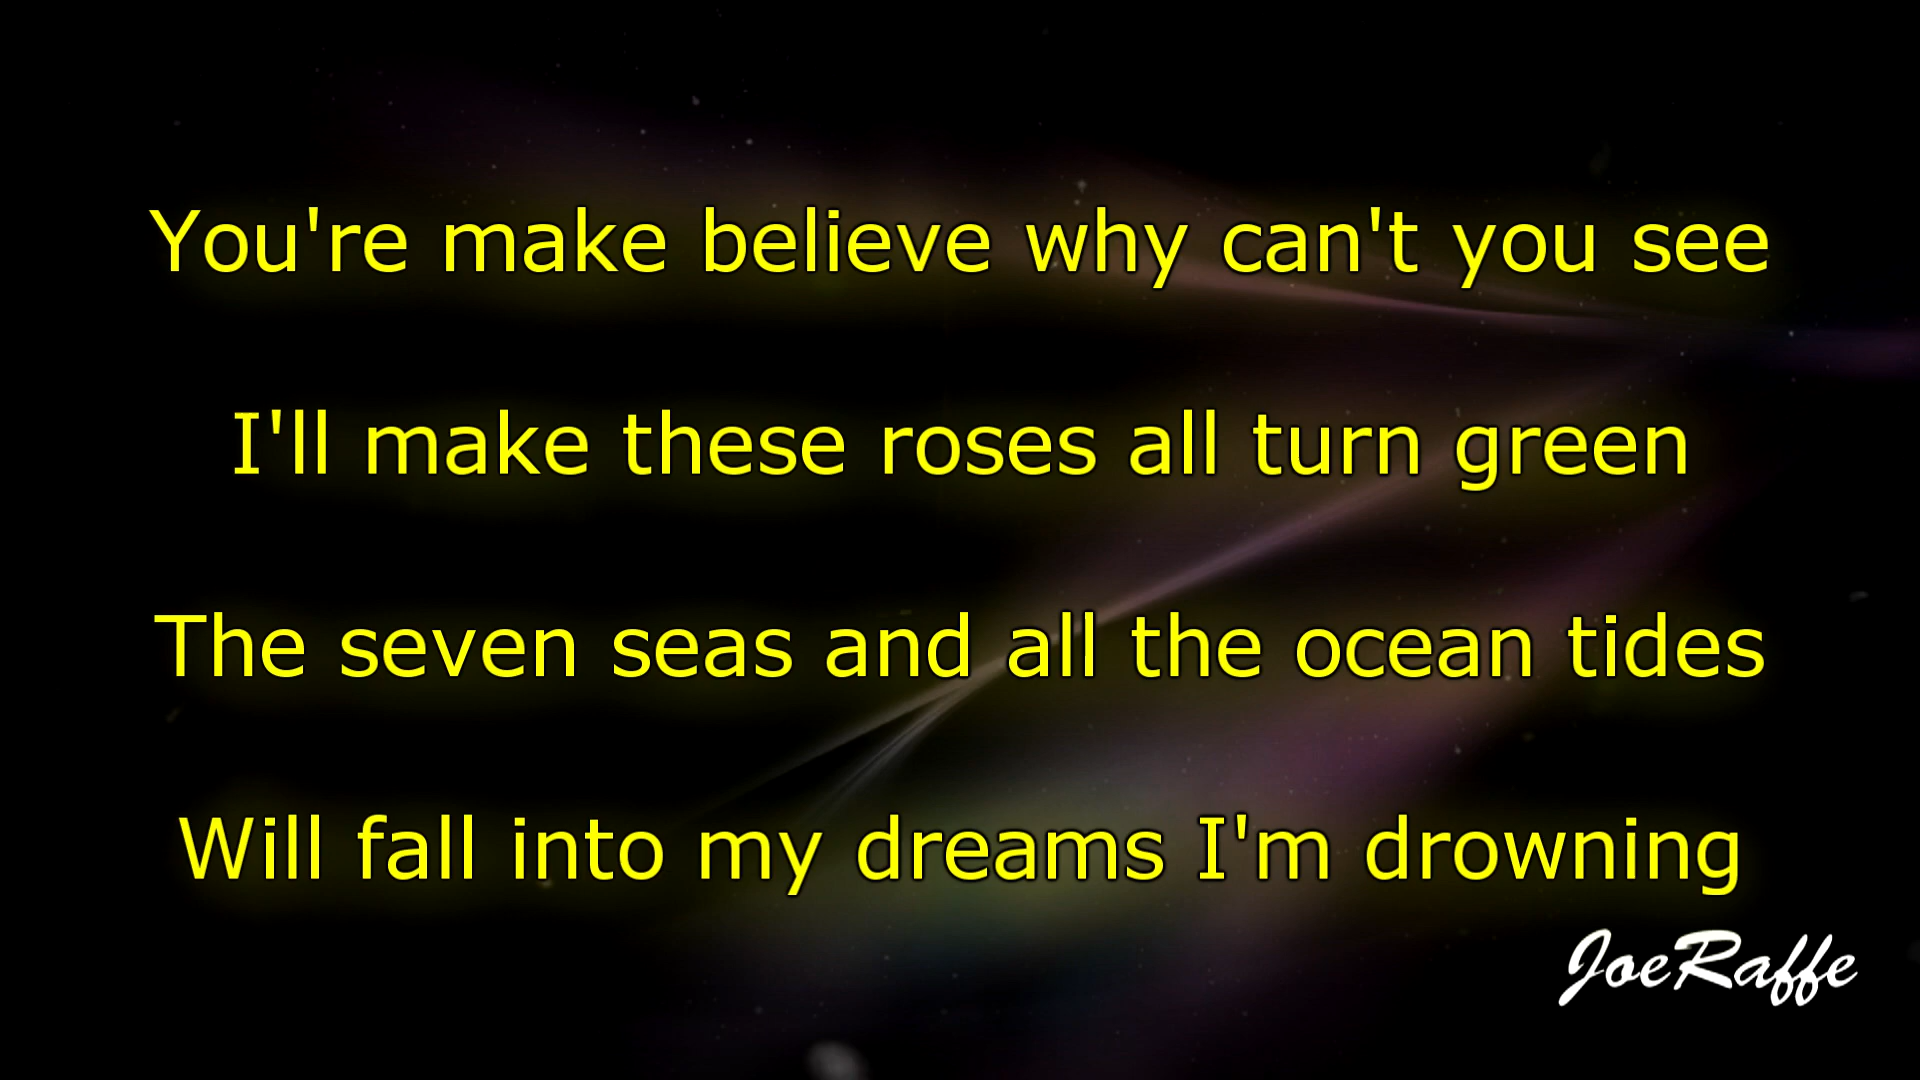 You're make believe why can't you see
I'll make these roses all turn green
The seven seas and all the ocean tides
Will fall into my dreams I'm drowning
JoeRaffe